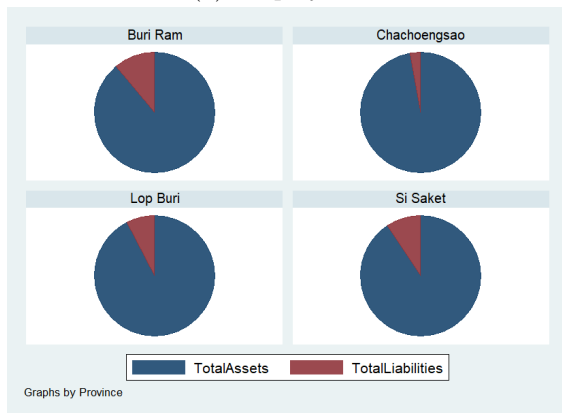 Buri Ram
Chachoengsao
Lop Buri
Si Saket
TotalAssets
TotalLiabilities
Graphs by Province